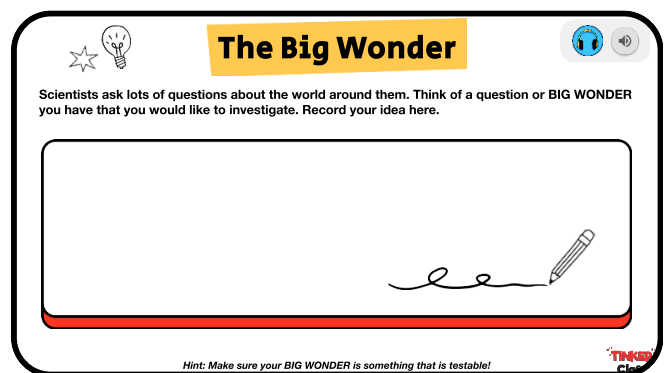 The Big Wonder
Scientists ask lots of questions about the world around them. Think of a question or BIG WONDER
you have that you would like to investigate. Record your idea here.
Hint: Make sure your BIG WONDER is something that is testable!
TINKER